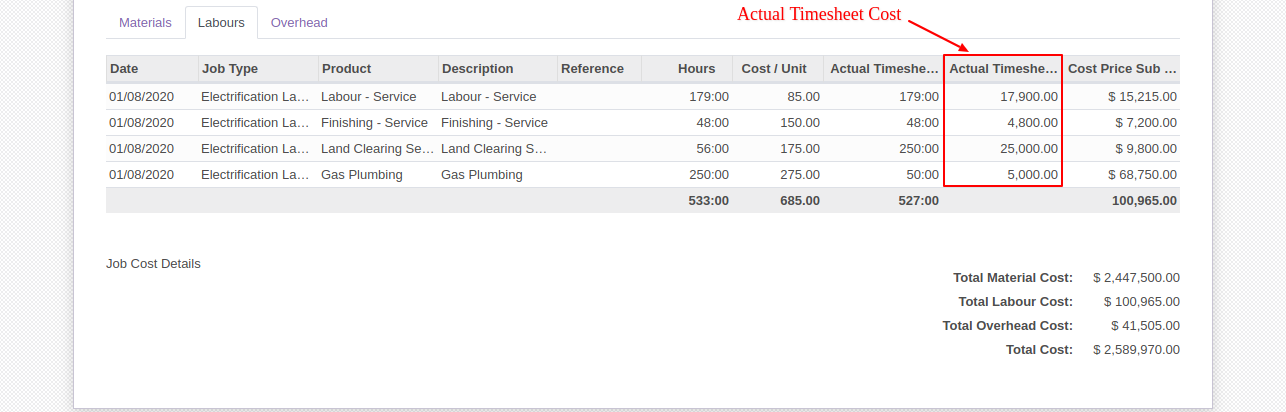 Actual Timesheet Cost
Materials Labours Overhead
Date Job Type Product Description Reference Hours Cost / Unit Actual Timeshe… Actual Timeshe… Cost Price Sub …
01/08/2020 Electrification La… Labour - Service Labour - Service 179:00 85.00 179:00 17,900.00 $ 15,215.00
01/08/2020 Electrification La… Finishing - Service Finishing - Service 48:00 150.00 48:00 4,800.00 $ 7,200.00
01/08/2020 Electrification La… Land Clearing Se… Land Clearing S… 56:00 175.00 250:00 25,000.00 $ 9,800.00
01/08/2020 Electrification La… Gas Plumbing Gas Plumbing 250:00 275.00 50:00 5,000.00 $ 68,750.00
533:00 685.00 527:00 100,965.00
Job Cost Details
Total Material Cost: $ 2,447,500.00
Total Labour Cost: $ 100,965.00
Total Overhead Cost: $ 41,505.00
Total Cost: $ 2,589,970.00